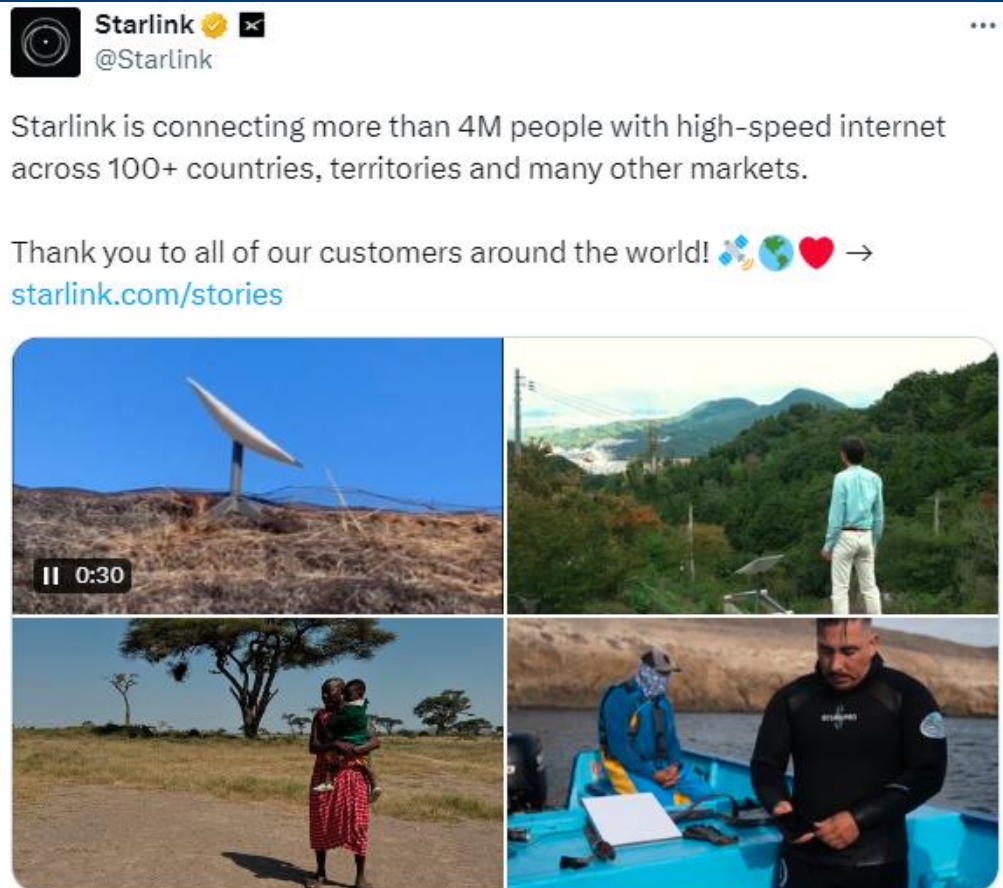 Starlink
@Starlink
Starlink is connecting more than 4M people with high-speed internet
across 100+ countries, territories and many other markets.
Thank you to all of our customers around the world! 🛰️🌎❤️ →
starlink.com/stories
0:30